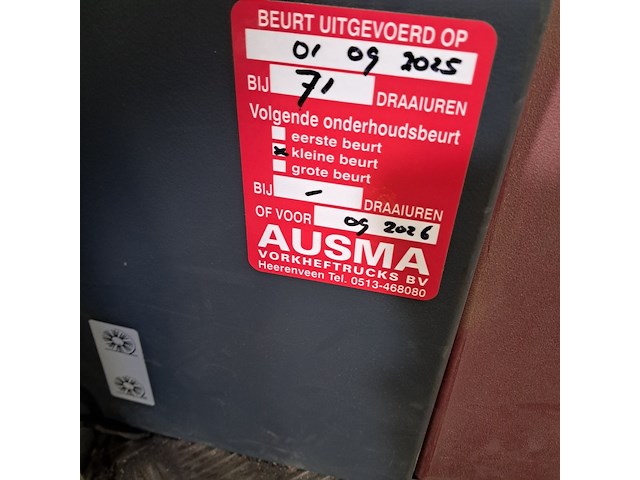 BEURT UITGEVOERD OP
01 09 2025
BIJ 71 DRAAIUREN
Volgende onderhoudsbeurt
eerste beurt
x kleine beurt
grote beurt
BIJ - DRAAIUREN
OF VOOR 09 2026
AUSMA
VORKHEFTRUCKS BV
Heerenveen Tel. 0513-468080